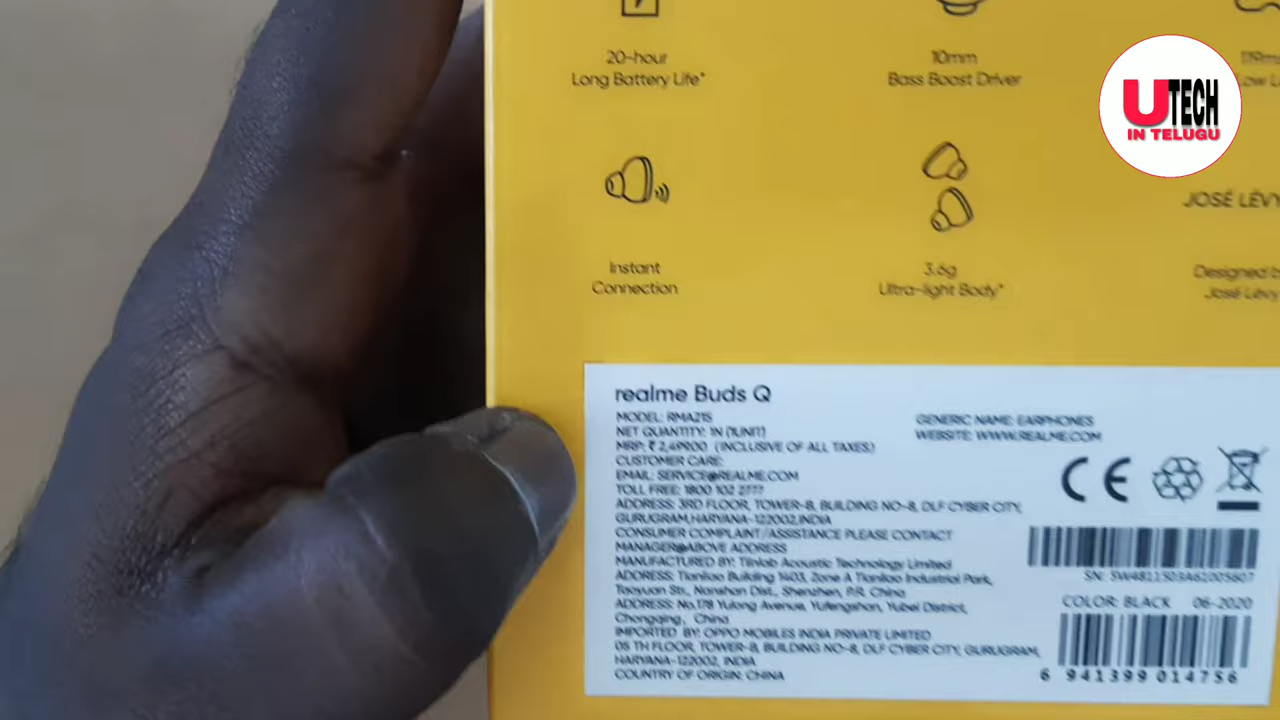 20-hour
Long Battery Life*
10mm
Bass Boost Driver
U TECH
IN TELUGU
Instant
Connection
3.6g
Ultra-light Body*
JOSÉ LÉVY
Designed b
José Lévy
realme Buds Q
MODEL: RMA215
NET QUANTITY: 1N (1UNIT)
MRP: ₹ 2,499.00 (INCLUSIVE OF ALL TAXES)
CUSTOMER CARE:
EMAIL: SERVICE@REALME.COM
TOLL FREE: 1800 102 2777
ADDRESS: 3RD FLOOR, TOWER-B, BUILDING NO-8, DLF CYBER CITY,
GURUGRAM,HARYANA-122002,INDIA
CONSUMER COMPLAINT/ASSISTANCE PLEASE CONTACT
MANAGER@ABOVE ADDRESS
MANUFACTURED BY: Tiinlab Acoustic Technology Limited
ADDRESS: Tianliao Building 1403, Zone A Tianliao Industrial Park,
Taoyuan Str., Nanshan Dist., Shenzhen, P.R. China
ADDRESS: No.178 Yulong Avenue, Yufengshan, Yubei District,
Chongqing, China
IMPORTED BY: OPPO MOBILES INDIA PRIVATE LIMITED
05 TH FLOOR, TOWER-B, BUILDING NO-8, DLF CYBER CITY, GURUGRAM,
HARYANA-122002, INDIA
COUNTRY OF ORIGIN: CHINA
GENERIC NAME: EARPHONES
WEBSITE: WWW.REALME.COM
CE
SN: SW4811503A61005607
COLOR: BLACK 06-2020
6 941399 014756